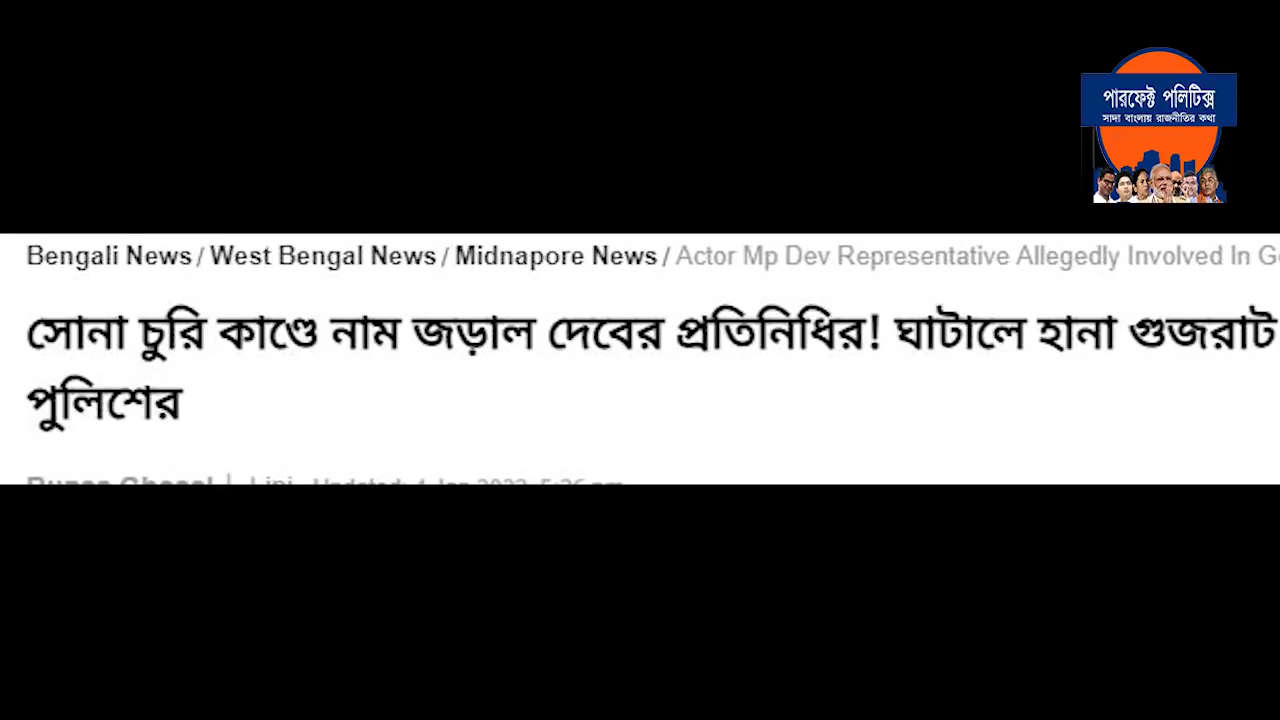 পারফেক্ট পলিটিক্স
সাদা বাংলায় রাজনীতির কথা
Bengali News / West Bengal News / Midnapore News / Actor Mp Dev Representative Allegedly Involved In
সোনা চুরি কাণ্ডে নাম জড়াল দেবের প্রতিনিধির! ঘাটালে হানা গুজরাট
পুলিশের